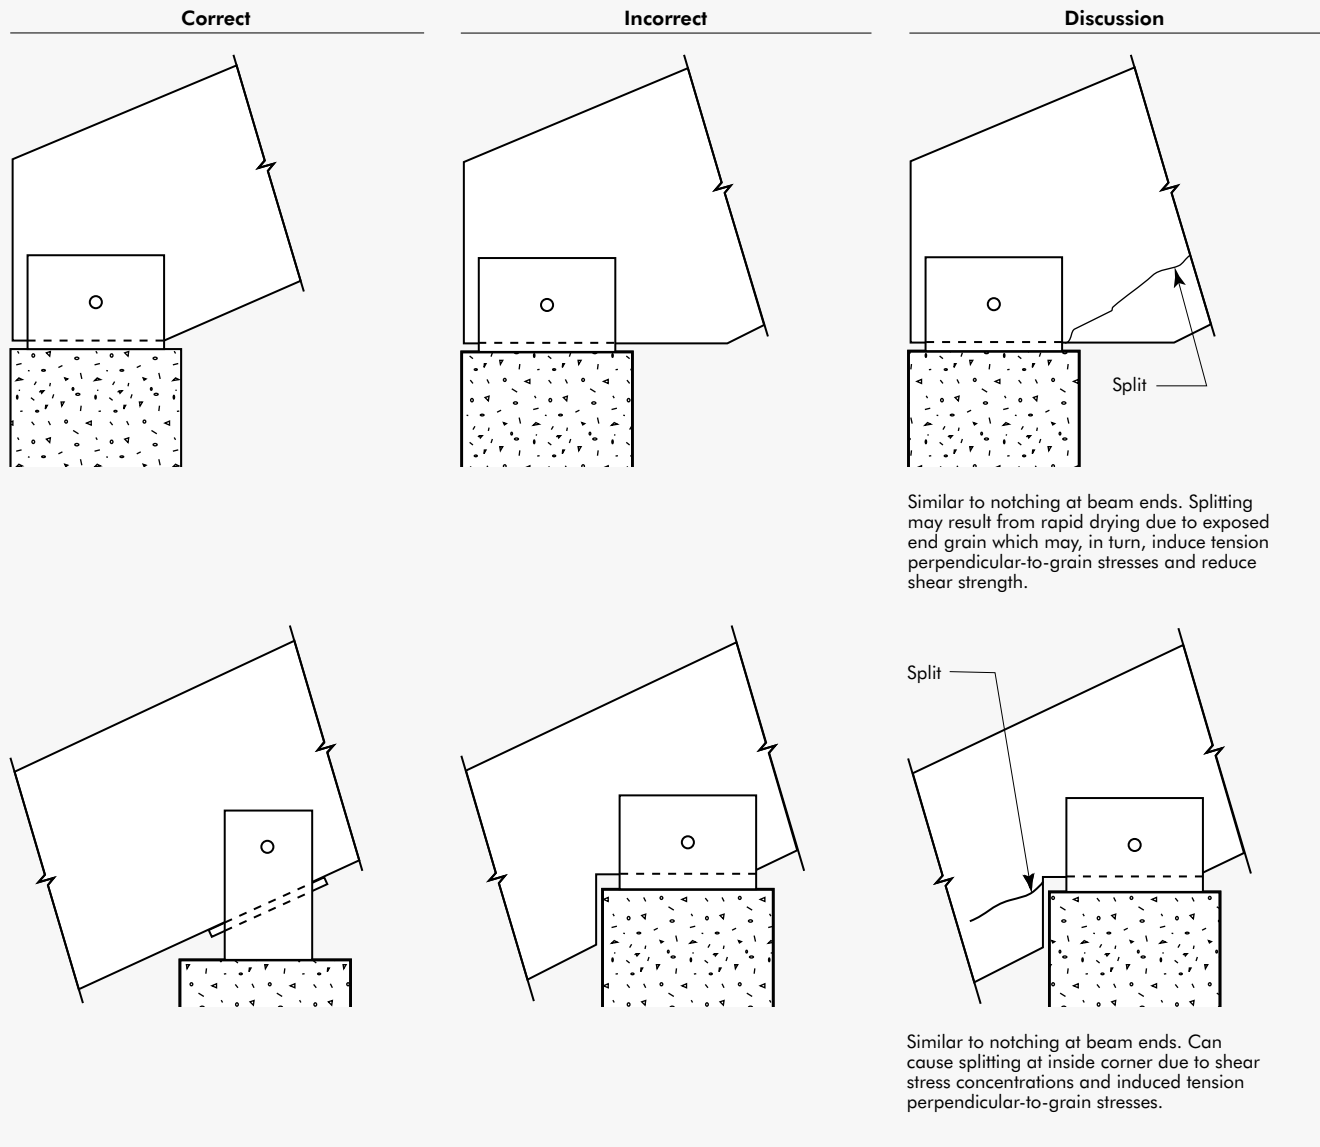 Correct
Incorrect
Discussion
Split
Similar to notching at beam ends. Splitting
may result from rapid drying due to exposed
end grain which may, in turn, induce tension
perpendicular-to-grain stresses and reduce
shear strength.
Split
Similar to notching at beam ends. Can
cause splitting at inside corner due to shear
stress concentrations and induced tension
perpendicular-to-grain stresses.